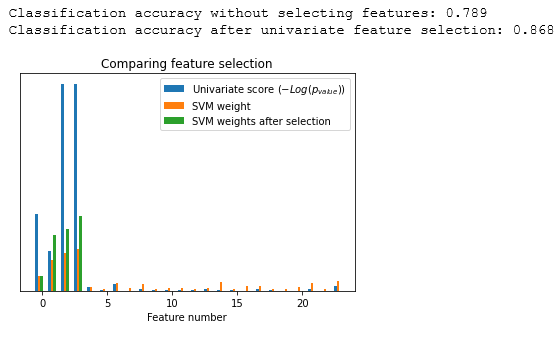 Classification accuracy without selecting features: 0.789
Classification accuracy after univariate feature selection: 0.868
Comparing feature selection
Univariate score (−Log(p_value))
SVM weight
SVM weights after selection
0 5 10 15 20
Feature number